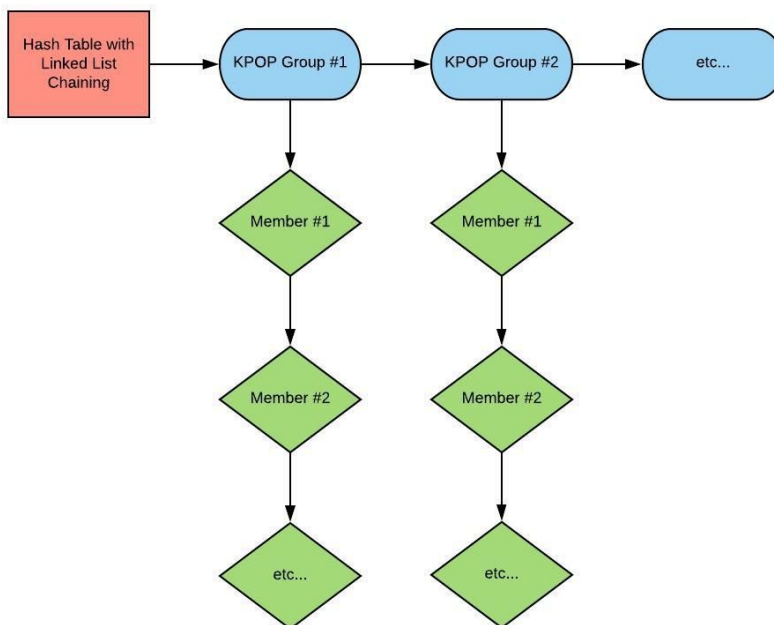 Hash Table with
Linked List
Chaining
KPOP Group #1
KPOP Group #2
etc...
Member #1
Member #1
Member #2
Member #2
etc...
etc...